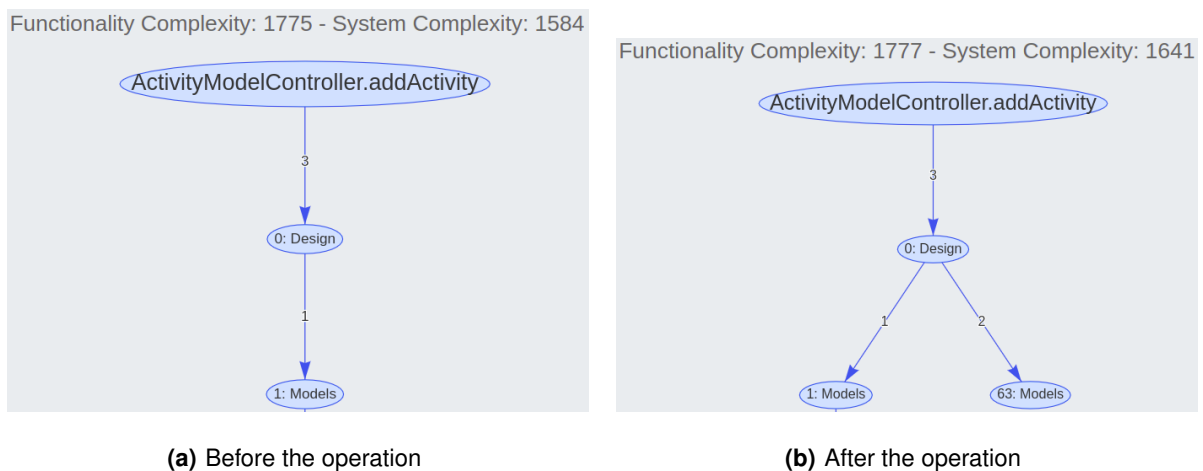 Functionality Complexity: 1775 - System Complexity: 1584
ActivityModelController.addActivity
3
0: Design
1
1: Models
(a) Before the operation
Functionality Complexity: 1777 - System Complexity: 1641
ActivityModelController.addActivity
3
0: Design
1 2
1: Models 63: Models
(b) After the operation